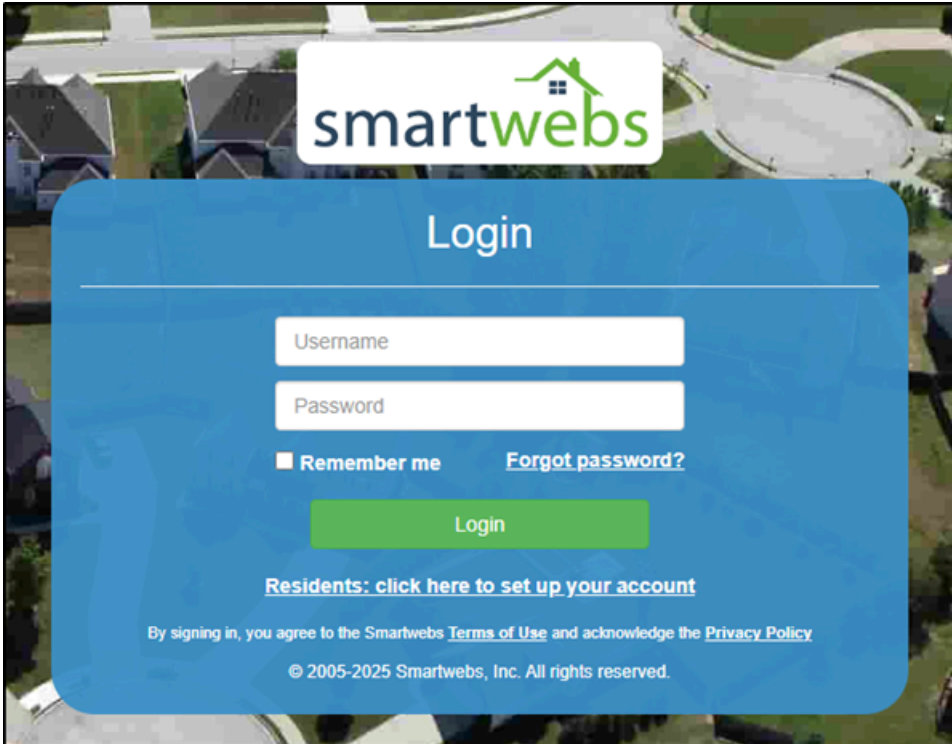 smartwebs
Login
Username
Password
Remember me
Forgot password?
Login
Residents: click here to set up your account
By signing in, you agree to the Smartwebs Terms of Use and acknowledge the Privacy Policy
© 2005-2025 Smartwebs, Inc. All rights reserved.